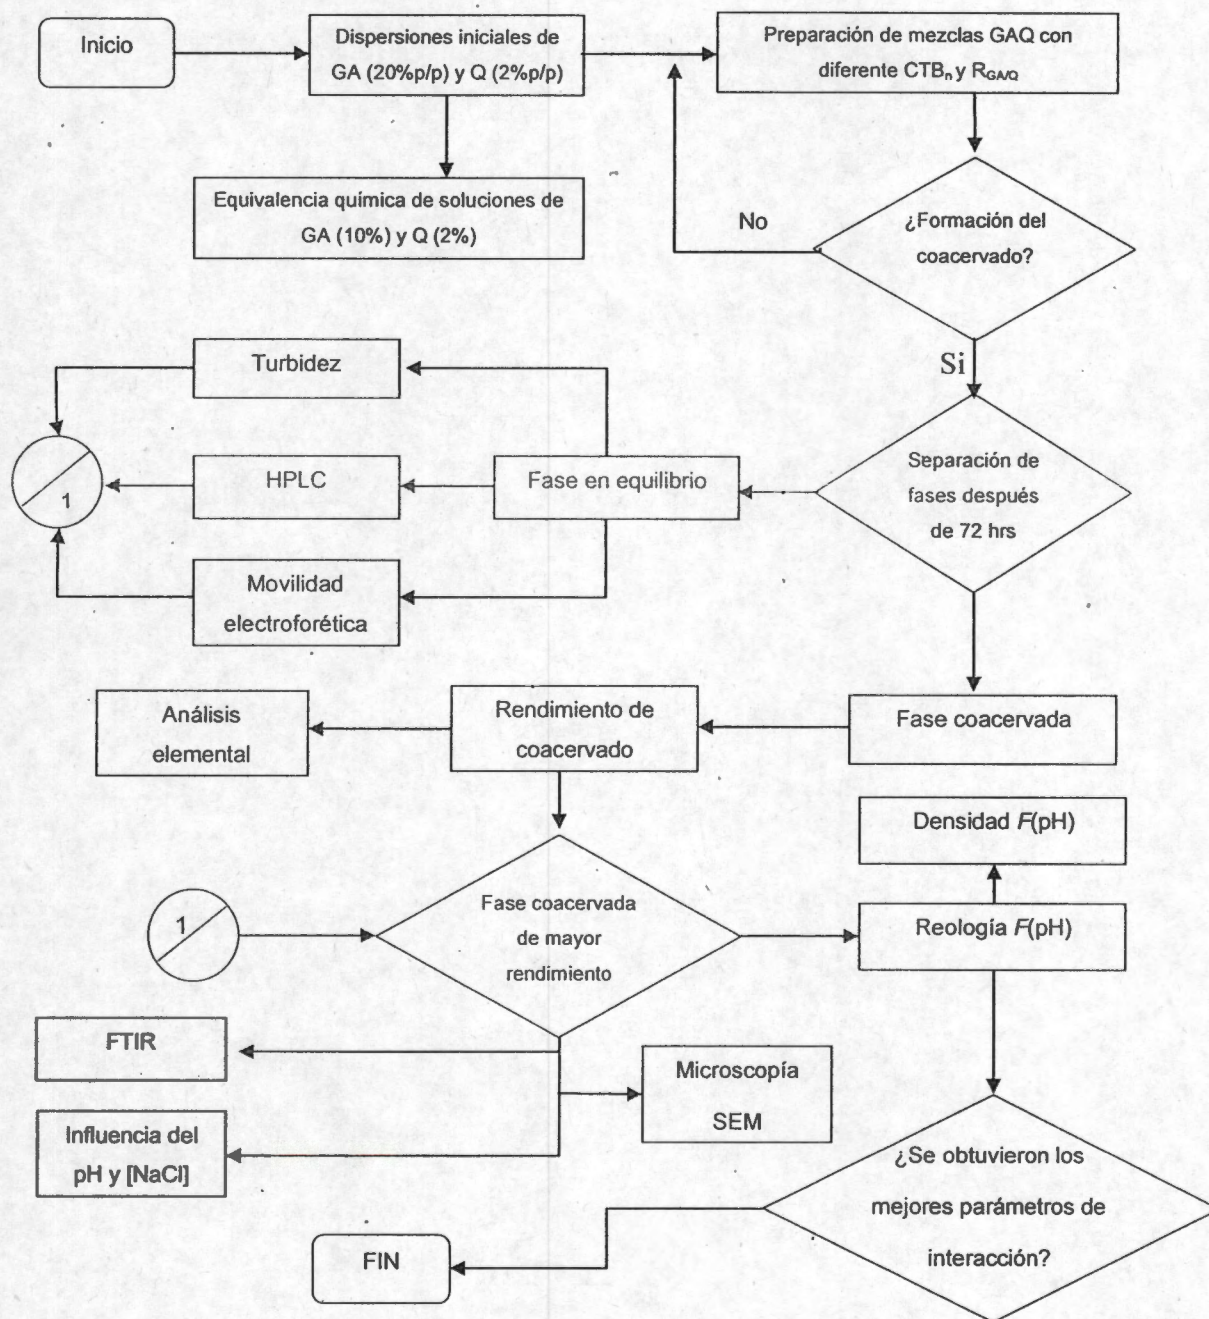 Inicio
Dispersiones iniciales de
GA (20%p/p) y Q (2%p/p)
Preparación de mezclas GAQ con
diferente CTBn y RGA/Q
Equivalencia química de soluciones de
GA (10%) y Q (2%)
No
¿Formación del
coacervado?
Si
Turbidez
HPLC
Movilidad
electroforética
1
Fase en equilibrio
Separación de
fases después
de 72 hrs
Análisis
elemental
Rendimiento de
coacervado
Fase coacervada
Densidad F(pH)
1
Fase coacervada
de mayor
rendimiento
Reología F(pH)
FTIR
Influencia del
pH y [NaCl]
Microscopía
SEM
¿Se obtuvieron los
mejores parámetros de
interacción?
FIN